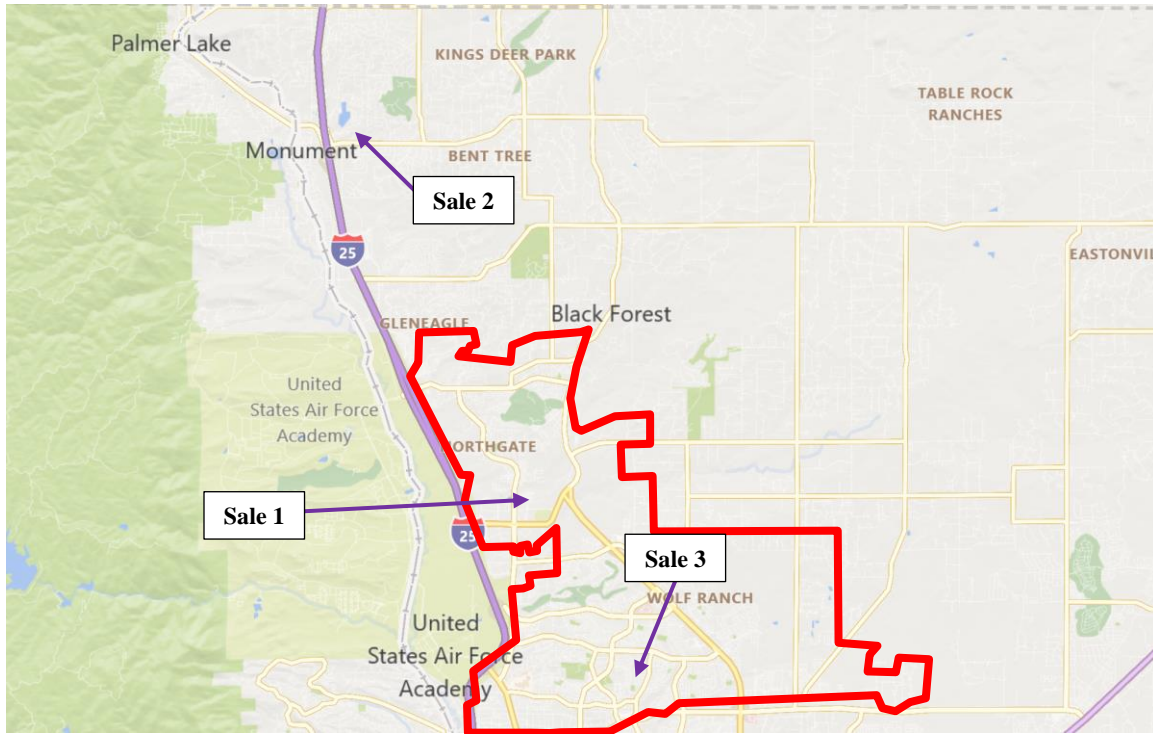 Palmer Lake
KINGS DEER PARK
TABLE ROCK
RANCHES
Monument
BENT TREE
Sale 2
25
EASTONVIL
GLENEAGLE
Black Forest
United
States Air Force
Academy
NORTHGATE
Sale 1
25
Sale 3
WOLF RANCH
United
States Air Force
Academy